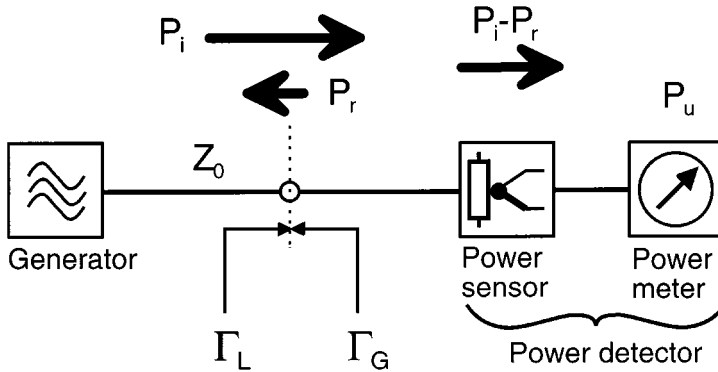 P_i
P_i-P_r
P_r
P_u
Z_0
Generator
Power sensor
Power meter
Γ_L
Γ_G
Power detector